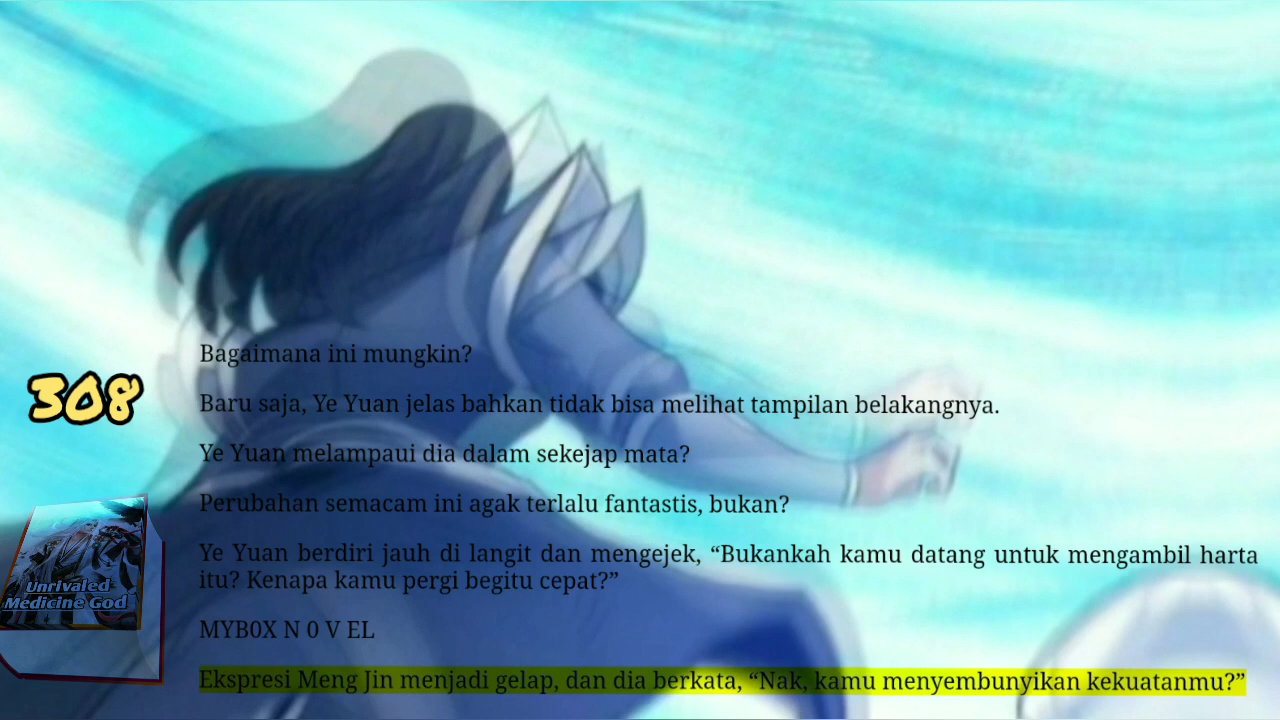 Bagaimana ini mungkin?
Baru saja, Ye Yuan jelas bahkan tidak bisa melihat tampilan belakangnya.
308
Ye Yuan melampaui dia dalam sekejap mata?
Perubahan semacam ini agak terlalu fantastis, bukan?
Ye Yuan berdiri jauh di langit dan mengejek, “Bukankah kamu datang untuk mengambil harta
itu? Kenapa kamu pergi begitu cepat?”
Unrivaled
Medicine God
MYB0X N 0 V EL
Ekspresi Meng Jin menjadi gelap, dan dia berkata, “Nak, kamu menyembunyikan kekuatanmu?”